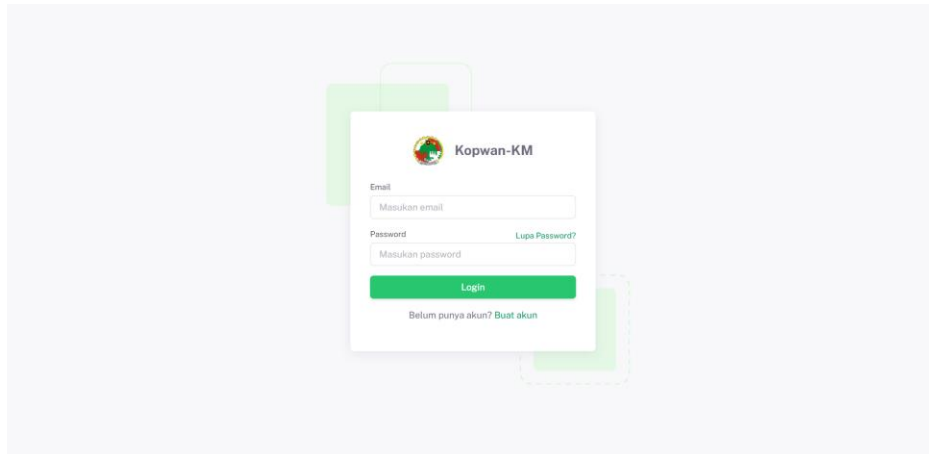 Kopwan-KM
Email
Masukan email
Password Lupa Password?
Masukan password
Login
Belum punya akun? Buat akun